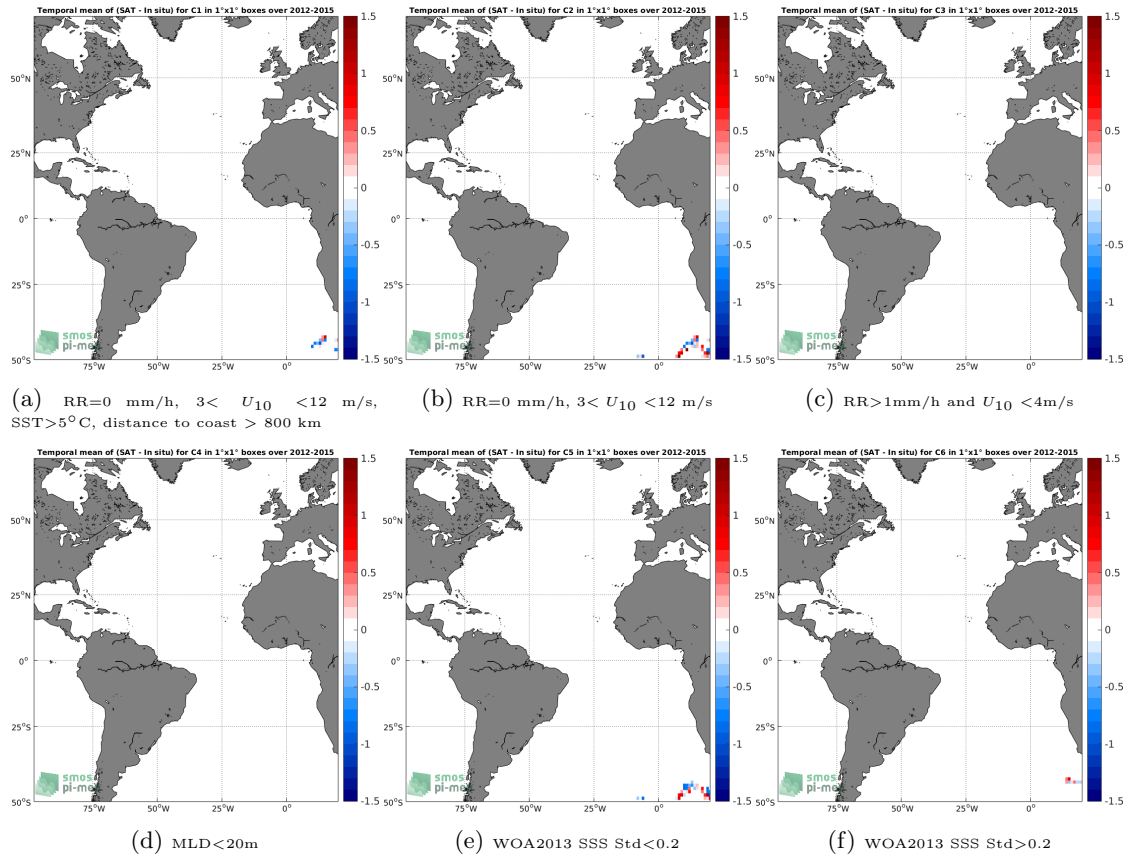 Temporal mean of (SAT - In situ) for C1 in 1°x1° boxes over 2012-2015
50°N
25°N
0°
25°S
50°S
75°W
50°W
25°W
0°
1.5
1
0.5
0
-0.5
-1
-1.5
smos
pi-me
(a) RR=0 mm/h, 3< U10 <12 m/s,
SST>5°C, distance to coast > 800 km
Temporal mean of (SAT - In situ) for C2 in 1°x1° boxes over 2012-2015
50°N
25°N
0°
25°S
50°S
75°W
50°W
25°W
0°
1.5
1
0.5
0
-0.5
-1
-1.5
smos
pi-me
(b) RR=0 mm/h, 3< U10 <12 m/s
Temporal mean of (SAT - In situ) for C3 in 1°x1° boxes over 2012-2015
50°N
25°N
0°
25°S
50°S
75°W
50°W
25°W
0°
1.5
1
0.5
0
-0.5
-1
-1.5
smos
pi-me
(c) RR>1mm/h and U10 <4m/s
Temporal mean of (SAT - In situ) for C4 in 1°x1° boxes over 2012-2015
50°N
25°N
0°
25°S
50°S
75°W
50°W
25°W
0°
1.5
1
0.5
0
-0.5
-1
-1.5
smos
pi-me
(d) MLD<20m
Temporal mean of (SAT - In situ) for C5 in 1°x1° boxes over 2012-2015
50°N
25°N
0°
25°S
50°S
75°W
50°W
25°W
0°
1.5
1
0.5
0
-0.5
-1
-1.5
smos
pi-me
(e) WOA2013 SSS Std<0.2
Temporal mean of (SAT - In situ) for C6 in 1°x1° boxes over 2012-2015
50°N
25°N
0°
25°S
50°S
75°W
50°W
25°W
0°
1.5
1
0.5
0
-0.5
-1
-1.5
smos
pi-me
(f) WOA2013 SSS Std>0.2